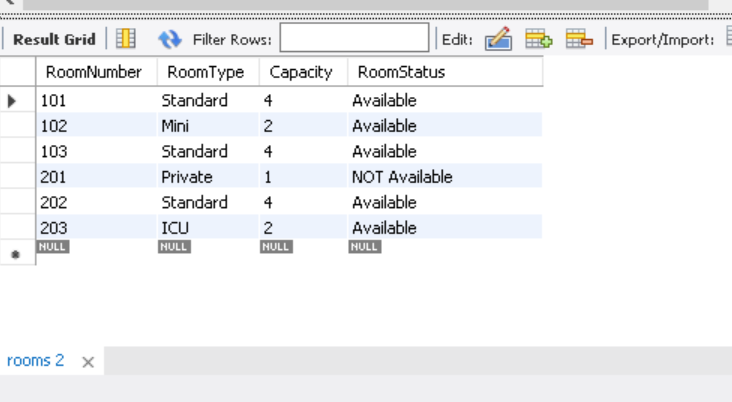 Result Grid Filter Rows: Edit: Export/Import:
RoomNumber RoomType Capacity RoomStatus
101 Standard 4 Available
102 Mini 2 Available
103 Standard 4 Available
201 Private 1 NOT Available
202 Standard 4 Available
203 ICU 2 Available
NULL NULL NULL NULL
rooms 2